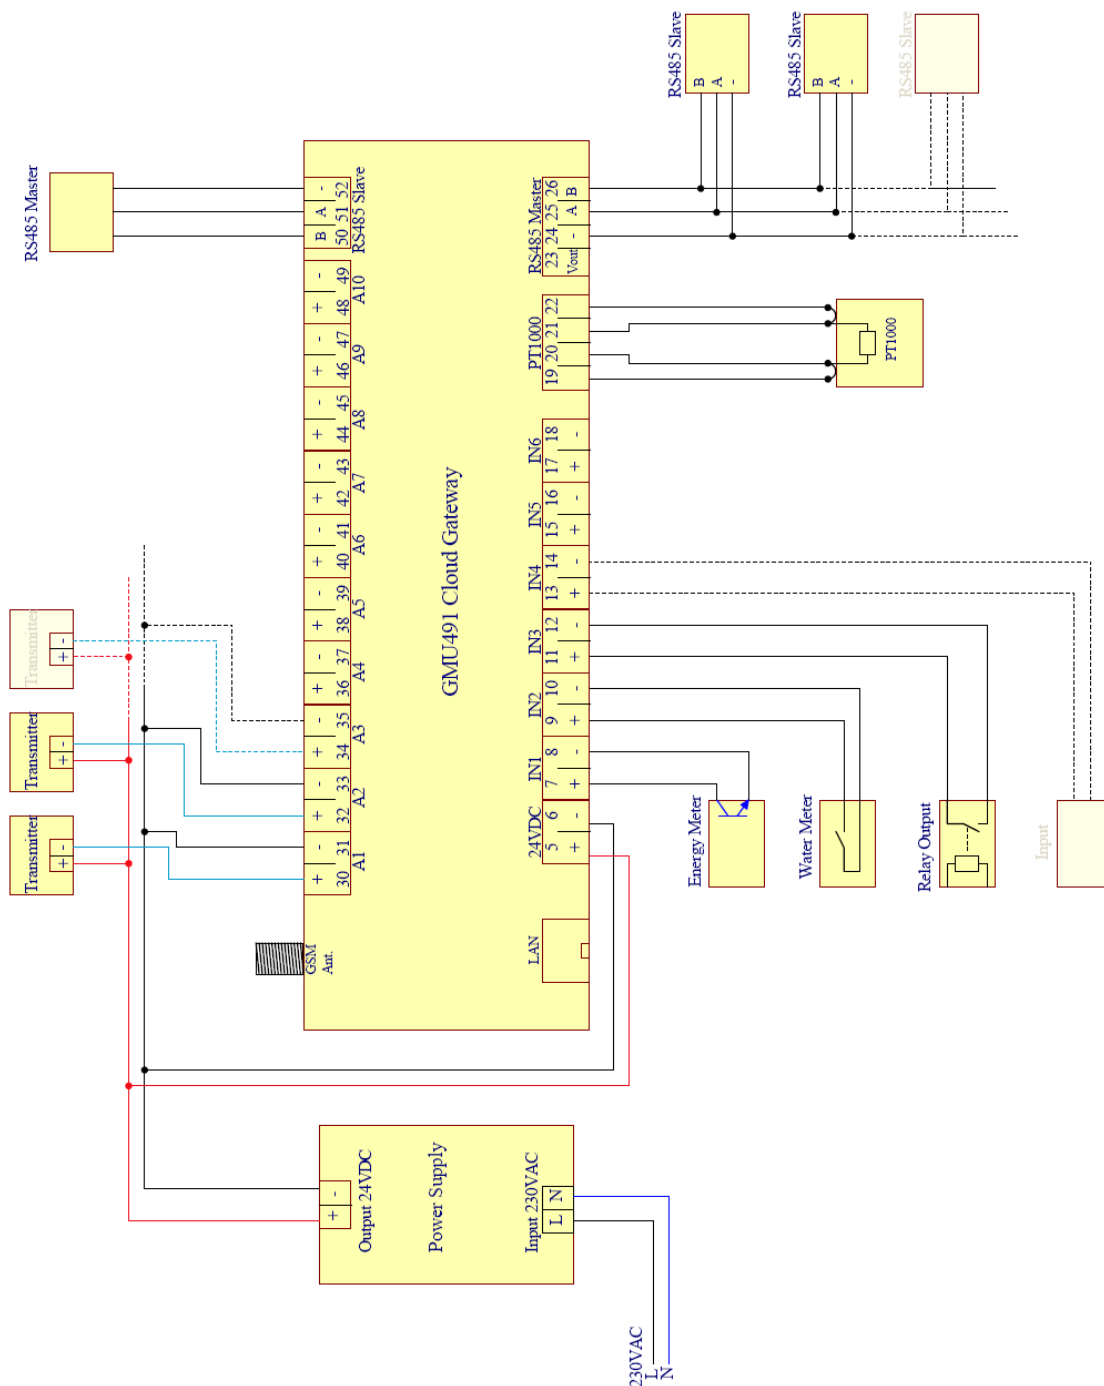 RS485 Master
- A B
52 51 50
RS485 Slave
- + - + - + - + - + - + - + - + - + - +
49 48 47 46 45 44 43 42 41 40 39 38 37 36 35 34 33 32 31 30
A10 A9 A8 A7 A6 A5 A4 A3 A2 A1
GSM
Ant.
GMU491 Cloud Gateway
RS485 Master
26 25 24 23
B A - Vout
PT1000
22 21 20 19
IN6
18 17
- +
IN5
16 15
- +
IN4
14 13
- +
IN3
12 11
- +
IN2
10 9
- +
IN1
8 7
- +
24VDC
6 5
- +
LAN
RS485 Slave
B A -
RS485 Slave
B A -
RS485 Slave
PT1000
Transmitter
- +
Transmitter
- +
Transmitter
- +
Energy Meter
Water Meter
Relay Output
Input
- +
Output 24VDC
Power Supply
Input 230VAC
L N
230VAC
L
N